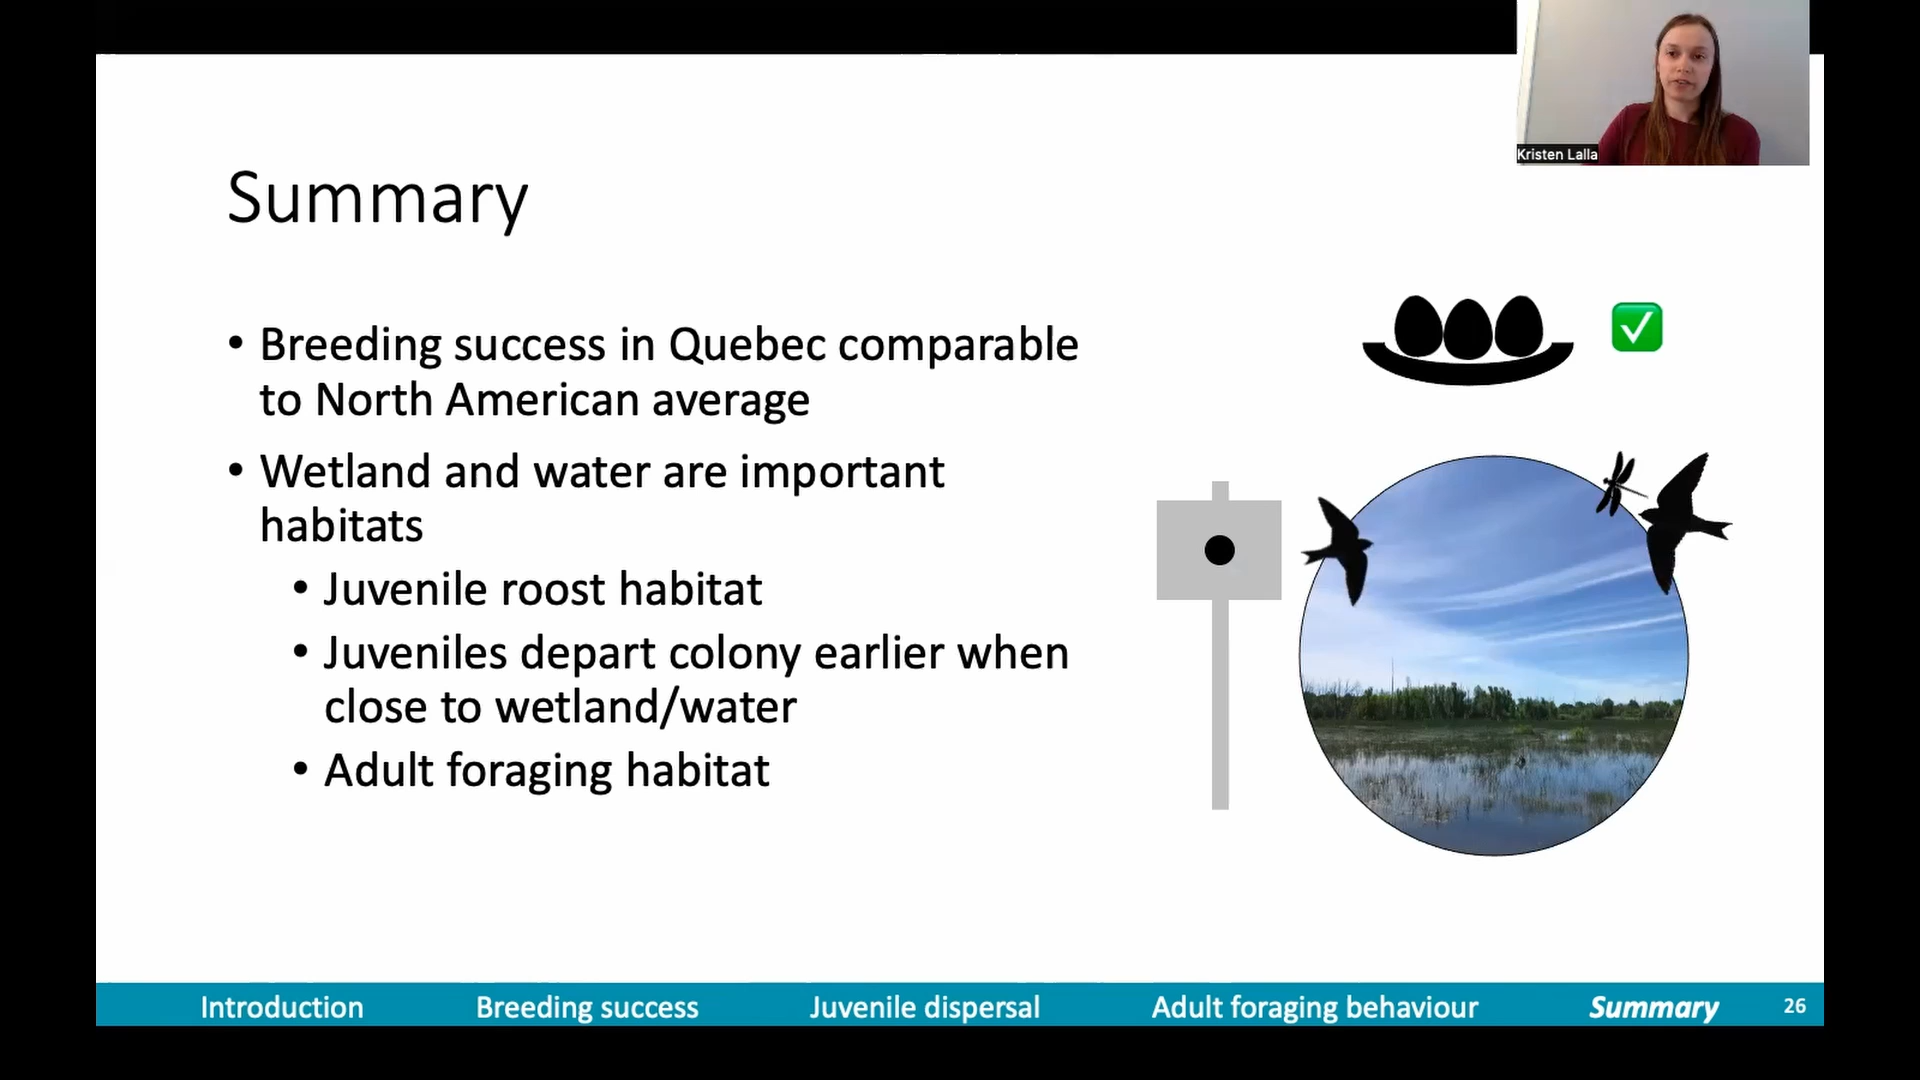 Kristen Lalla
Summary
• Breeding success in Quebec comparable
to North American average
• Wetland and water are important
habitats
• Juvenile roost habitat
• Juveniles depart colony earlier when
close to wetland/water
• Adult foraging habitat
Introduction Breeding success Juvenile dispersal Adult foraging behaviour Summary 26